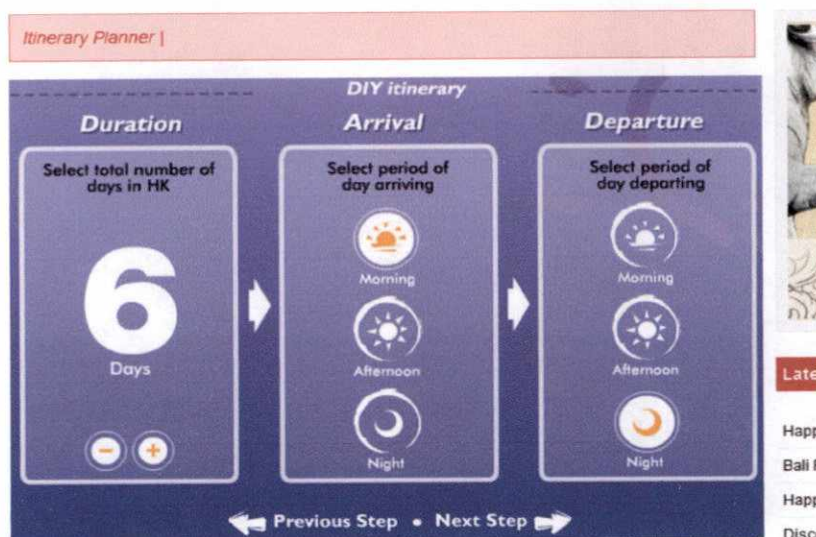 Itinerary Planner |
DIY itinerary
Duration
Select total number of
days in HK
6
Days
Arrival
Select period of
day arriving
Morning
Afternoon
Night
Departure
Select period of
day departing
Morning
Afternoon
Night
Previous Step • Next Step
Late
Happ
Bali
Happ
Disc